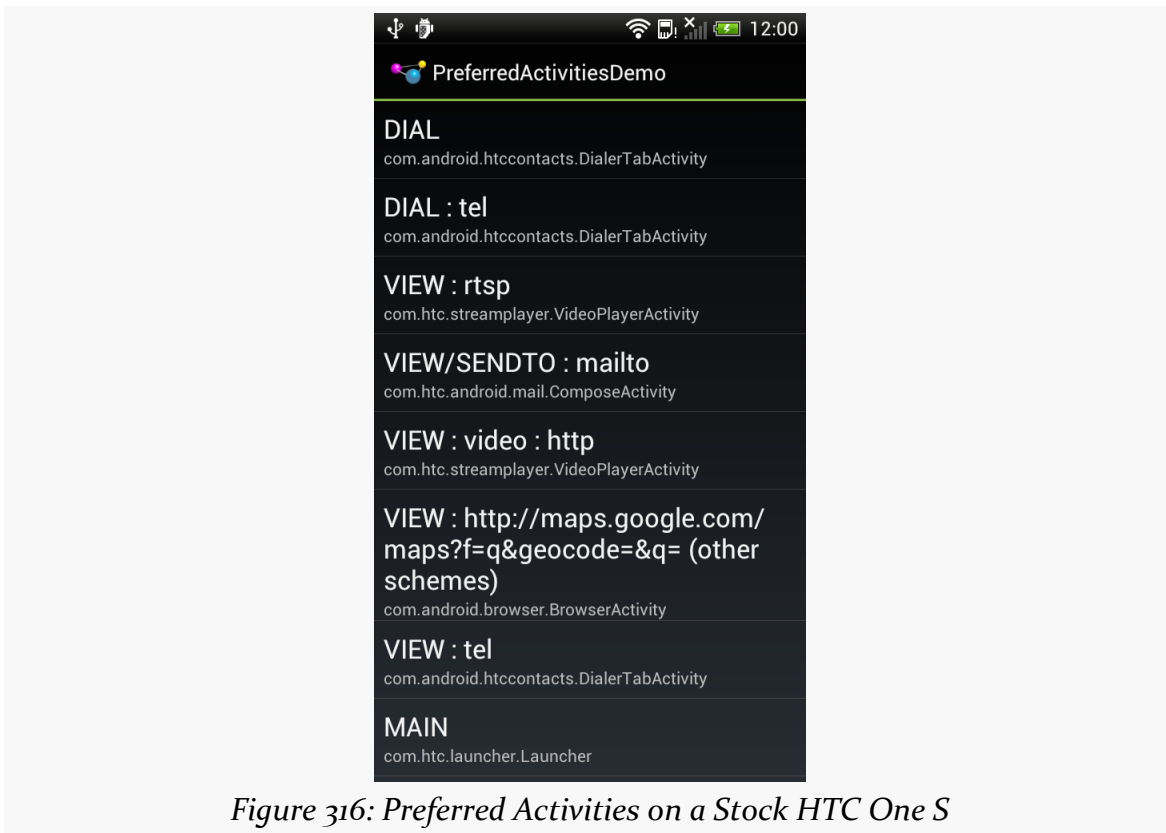 12:00
PreferredActivitiesDemo
DIAL
com.android.htccontacts.DialerTabActivity
DIAL : tel
com.android.htccontacts.DialerTabActivity
VIEW : rtsp
com.htc.streamplayer.VideoPlayerActivity
VIEW/SENDTO : mailto
com.htc.android.mail.ComposeActivity
VIEW : video : http
com.htc.streamplayer.VideoPlayerActivity
VIEW : http://maps.google.com/
maps?f=q&geocode=&q= (other
schemes)
com.android.browser.BrowserActivity
VIEW : tel
com.android.htccontacts.DialerTabActivity
MAIN
com.htc.launcher.Launcher
Figure 316: Preferred Activities on a Stock HTC One S